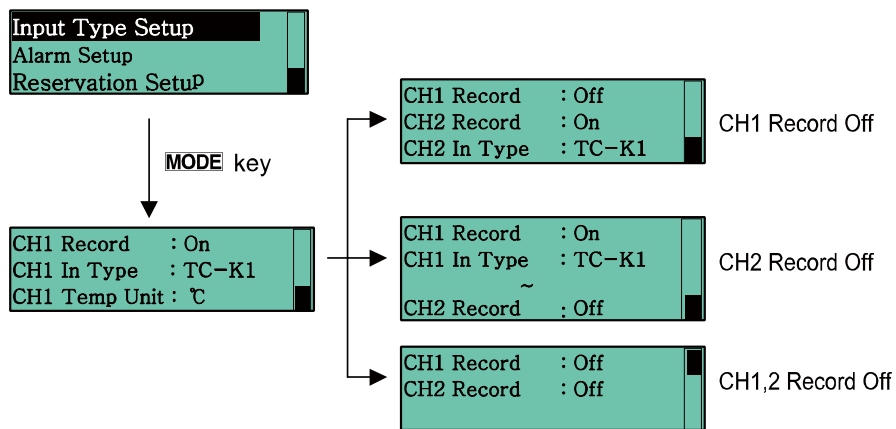 Input Type Setup
Alarm Setup
Reservation Setup
MODE key
CH1 Record : On
CH1 In Type : TC-K1
CH1 Temp Unit : ℃
CH1 Record : Off
CH2 Record : On
CH2 In Type : TC-K1
CH1 Record Off
CH1 Record : On
CH1 In Type : TC-K1
~
CH2 Record : Off
CH2 Record Off
CH1 Record : Off
CH2 Record : Off
CH1,2 Record Off